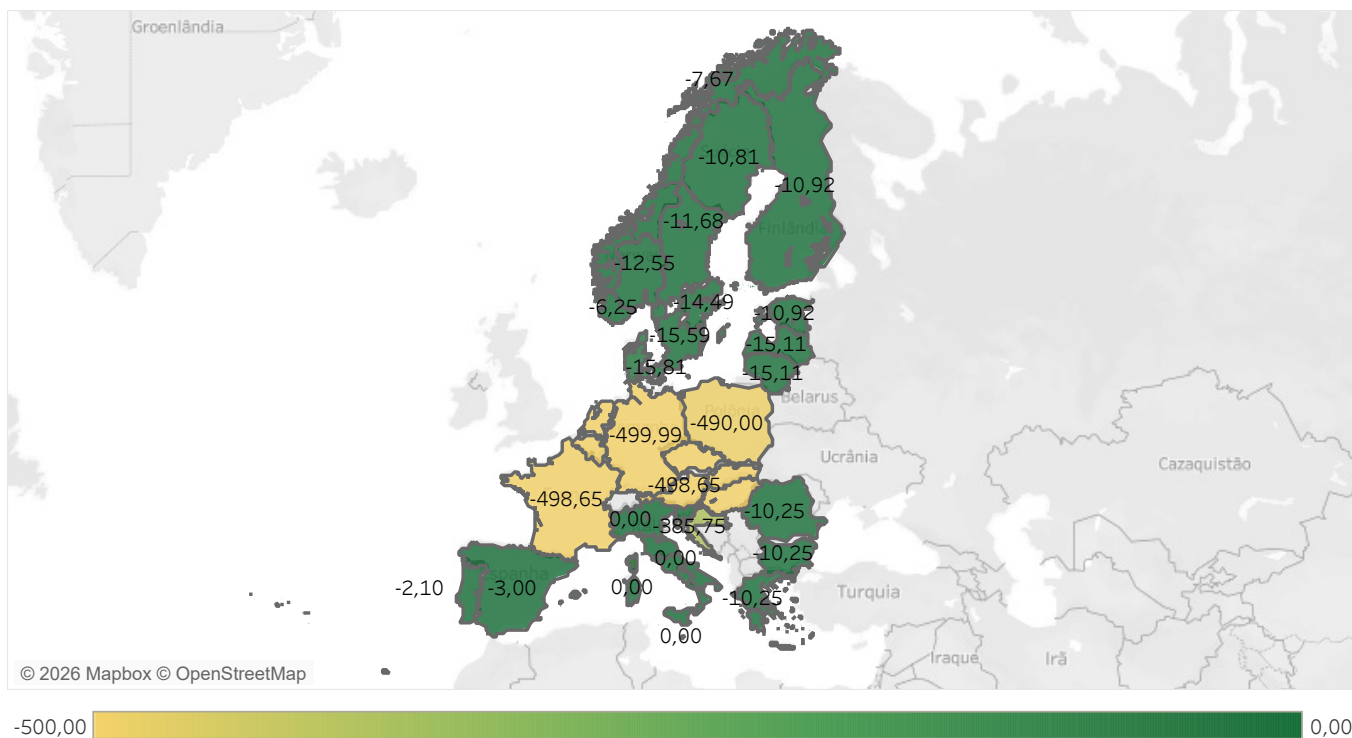 Groenlândia
-7,67
-10,81
-10,92
-11,68
Finlândia
-12,55
-6,25
-14,49
-10,92
-15,59
-15,11
-15,81
-15,11
Belarus
Polônia
-490,00
-499,99
Ucrânia
Cazaquistão
-498,65
-498,65
-10,25
0,00
-385,75
-10,25
0,00
Espanha
-2,10
-3,00
0,00
-10,25
Turquia
0,00
Iraque
Irã
© 2026 Mapbox © OpenStreetMap
-500,00
0,00